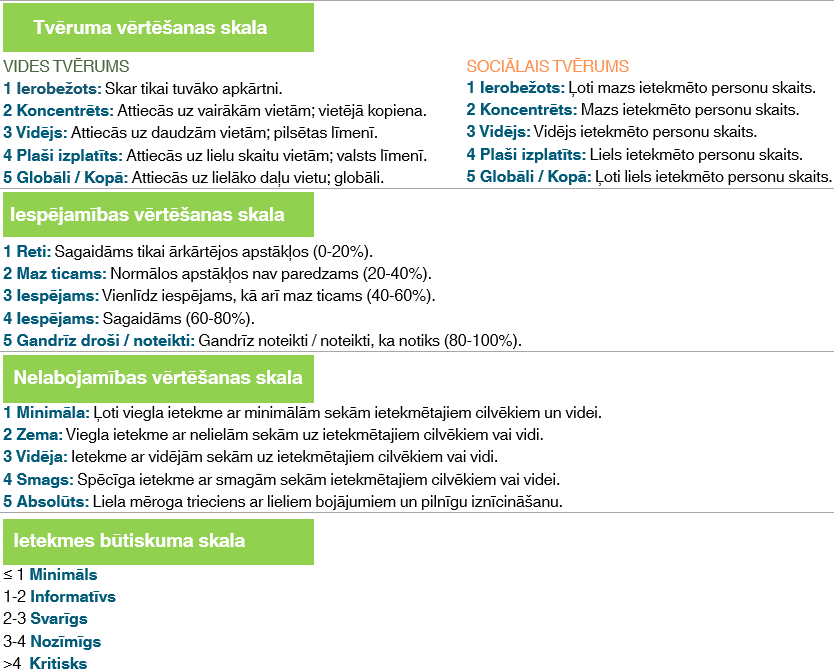 Tvēruma vērtēšanas skala
VIDES TVĒRUMS
1 Ierobežots: Skar tikai tuvāko apkārtni.
2 Koncentrēts: Attiecās uz vairākām vietām; vietējā kopiena.
3 Vidējs: Attiecās uz daudzām vietām; pilsētas līmenī.
4 Plaši izplatīts: Attiecās uz lielu skaitu vietām; valsts līmenī.
5 Globāli / Kopā: Attiecās uz lielāko daļu vietu; globāli.
SOCIĀLAIS TVĒRUMS
1 Ierobežots: Ļoti mazs ietekmēto personu skaits.
2 Koncentrēts: Mazs ietekmēto personu skaits.
3 Vidējs: Vidējs ietekmēto personu skaits.
4 Plaši izplatīts: Liels ietekmēto personu skaits.
5 Globāli / Kopā: Ļoti liels ietekmēto personu skaits.
Iespējamības vērtēšanas skala
1 Reti: Sagaidāms tikai ārkārtējos apstākļos (0-20%).
2 Maz ticams: Normālos apstākļos nav paredzams (20-40%).
3 Iespējams: Vienlīdz iespējams, kā arī maz ticams (40-60%).
4 Iespējams: Sagaidāms (60-80%).
5 Gandrīz droši / noteikti: Gandrīz noteikti / noteikti, ka notiks (80-100%).
Nelabojamības vērtēšanas skala
1 Minimāla: Ļoti viegla ietekme ar minimālām sekām ietekmētajiem cilvēkiem un videi.
2 Zema: Viegla ietekme ar nelielām sekām uz ietekmētajiem cilvēkiem vai vidi.
3 Vidēja: Ietekme ar vidējām sekām uz ietekmētajiem cilvēkiem vai vidi.
4 Smags: Spēcīga ietekme ar smagām sekām ietekmētajiem cilvēkiem vai videi.
5 Absolūts: Liela mēroga trieciens ar lieliem bojājumiem un pilnīgu iznīcināšanu.
Ietekmes būtiskuma skala
≤ 1 Minimāls
1-2 Informatīvs
2-3 Svarīgs
3-4 Nozīmīgs
>4 Kritisks